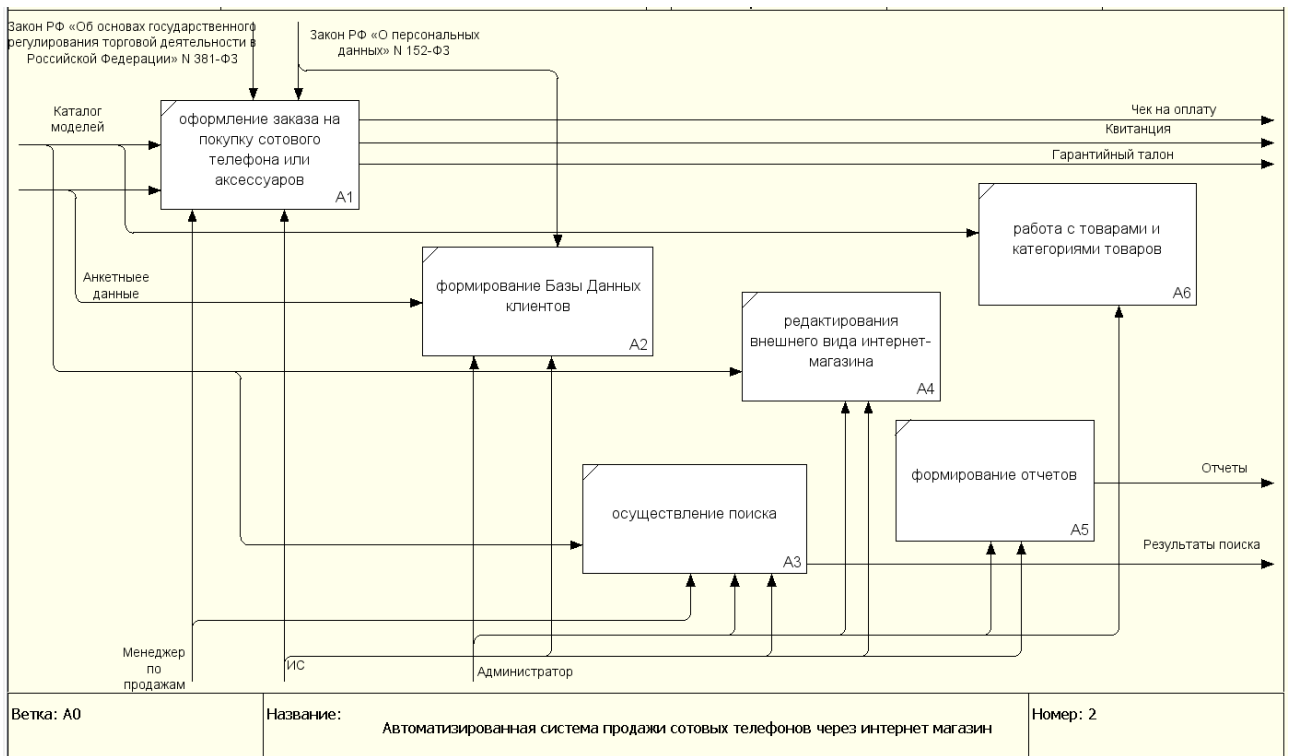 Закон РФ «Об основах государственного
регулирования торговой деятельности в
Российской Федерации» N 381-ФЗ
Закон РФ «О персональных
данных» N 152-ФЗ
Каталог
моделей
оформление заказа на
покупку сотового
телефона или
аксессуаров
A1
Чек на оплату
Квитанция
Гарантийный талон
работа с товарами и
категориями товаров
A6
Анкетныее
данные
формирование Базы Данных
клиентов
A2
редактирования
внешнего вида интернет-
магазина
A4
формирование отчетов
A5
Отчеты
осуществление поиска
A3
Результаты поиска
Менеджер
по
продажам
ИС
Администратор
Ветка: A0
Название:
Автоматизированная система продажи сотовых телефонов через интернет магазин
Номер: 2